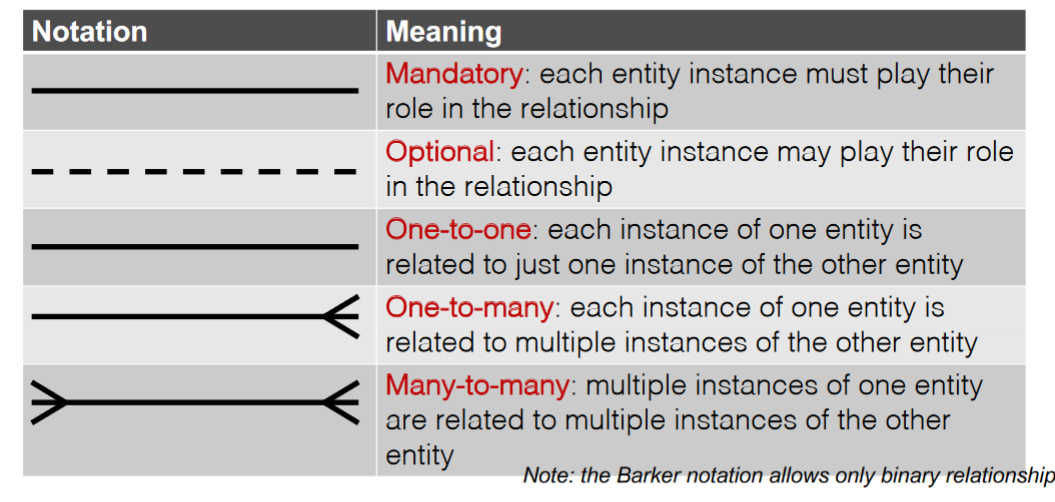 Notation Meaning
Mandatory: each entity instance must play their
role in the relationship
Optional: each entity instance may play their role
in the relationship
One-to-one: each instance of one entity is
related to just one instance of the other entity
One-to-many: each instance of one entity is
related to multiple instances of the other entity
Many-to-many: multiple instances of one entity
are related to multiple instances of the other
entity
Note: the Barker notation allows only binary relationship